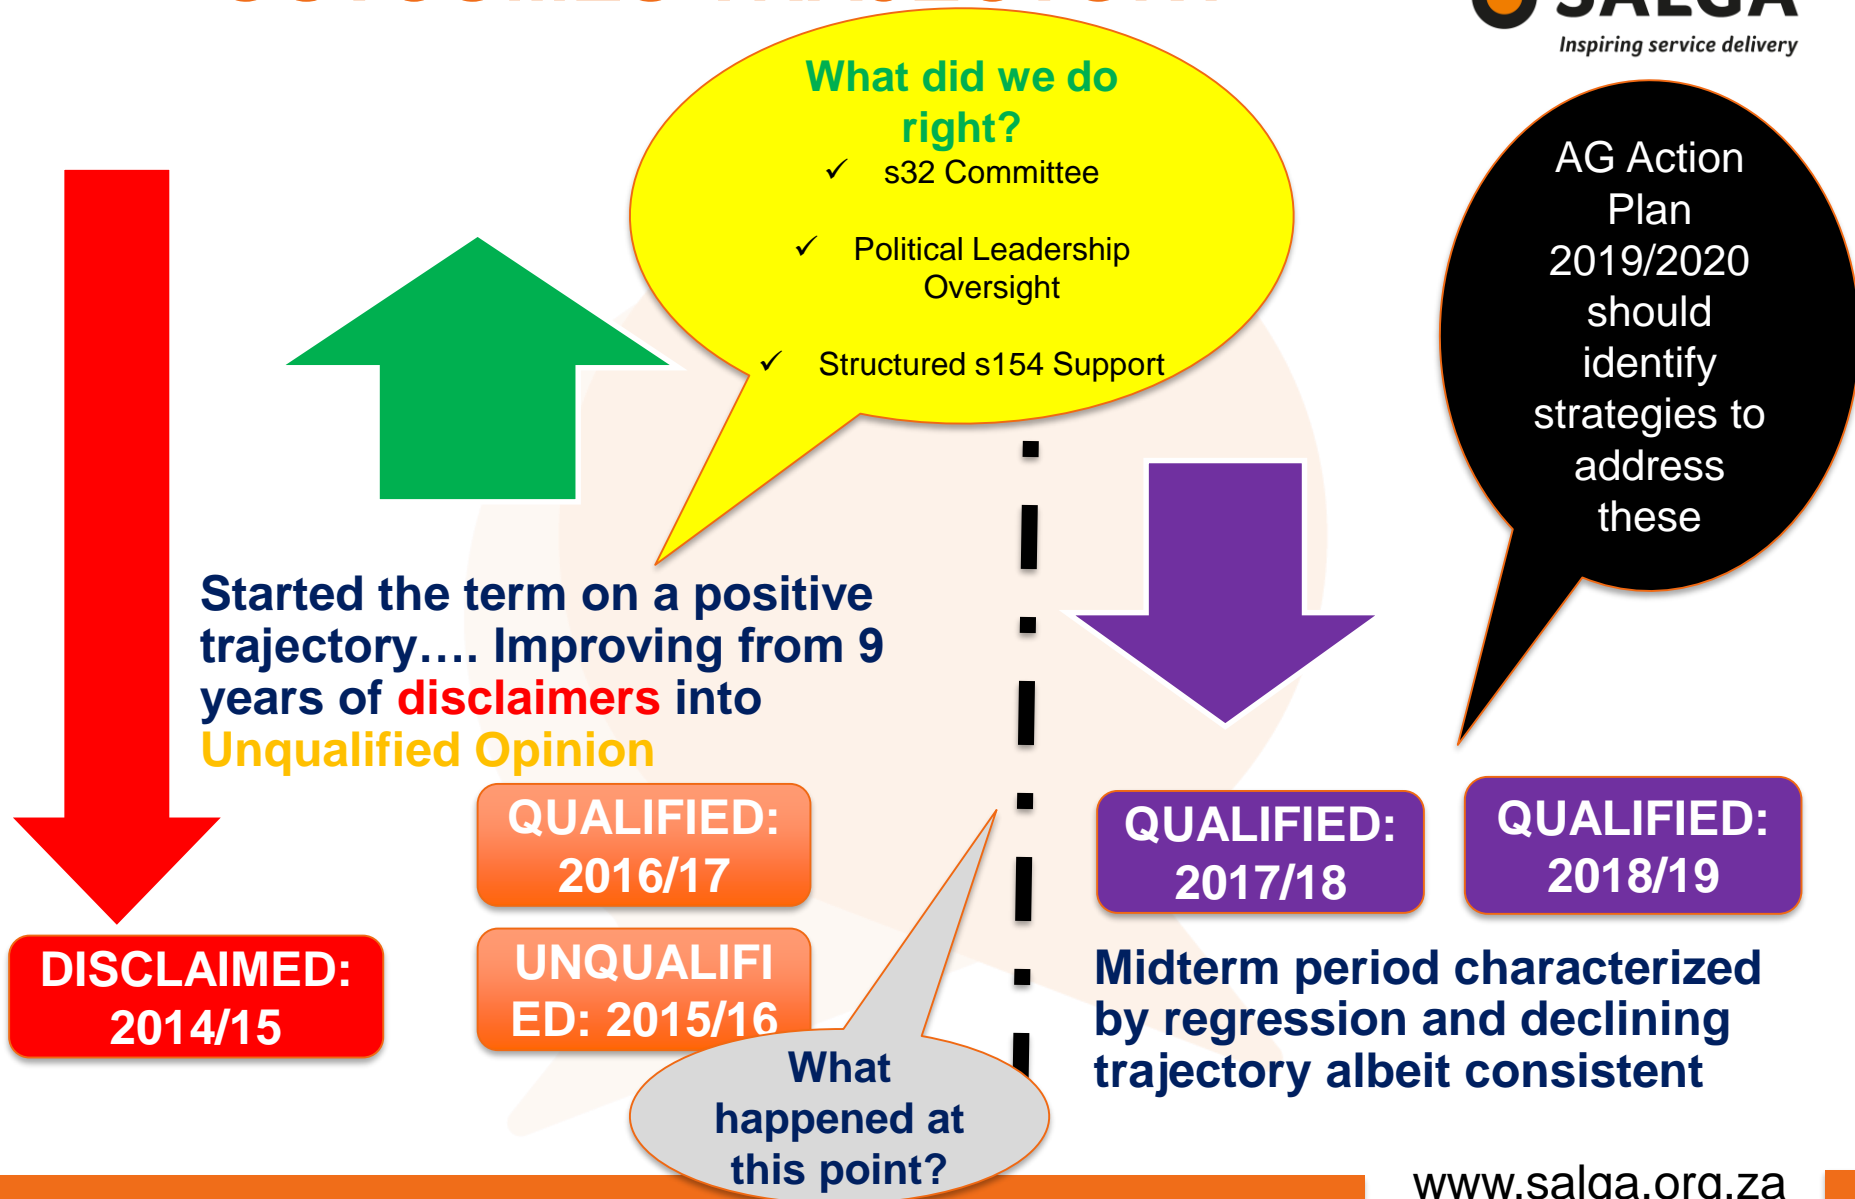 OUTCOMES TRAJECTORY
SALGA
Inspiring service delivery
What did we do
right?
✓ s32 Committee
✓ Political Leadership
Oversight
✓ Structured s154 Support
AG Action
Plan
2019/2020
should
identify
strategies to
address
these
Started the term on a positive
trajectory…. Improving from 9
years of disclaimers into
Unqualified Opinion
QUALIFIED:
2016/17
UNQUALIFI
ED: 2015/16
DISCLAIMED:
2014/15
What
happened at
this point?
QUALIFIED:
2017/18
QUALIFIED:
2018/19
Midterm period characterized
by regression and declining
trajectory albeit consistent
www.salga.org.za